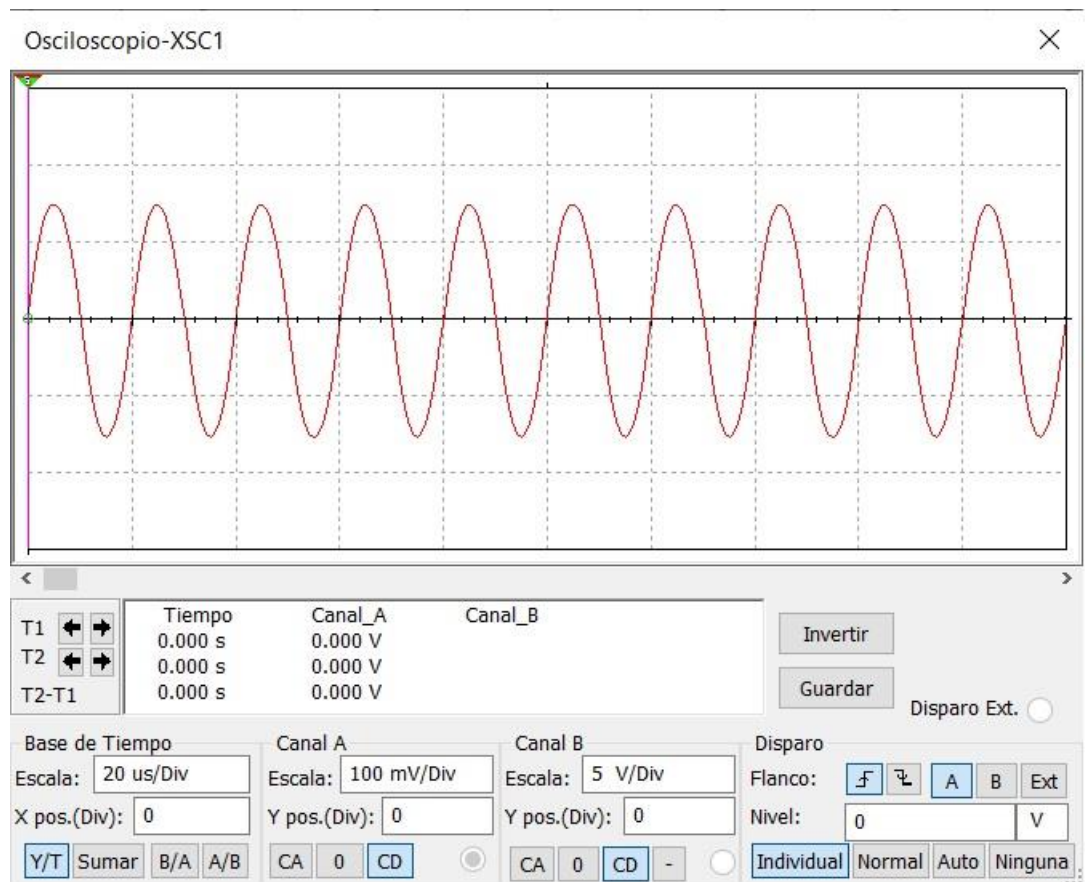 Osciloscopio-XSC1
T1
T2
T2-T1
Tiempo Canal_A Canal_B
0.000 s 0.000 V
0.000 s 0.000 V
0.000 s 0.000 V
Invertir
Guardar
Disparo Ext.
Base de Tiempo
Escala: 20 us/Div
X pos.(Div): 0
Y/T Sumar B/A A/B
Canal A
Escala: 100 mV/Div
Y pos.(Div): 0
CA 0 CD
Canal B
Escala: 5 V/Div
Y pos.(Div): 0
CA 0 CD -
Disparo
Flanco: A B Ext
Nivel: 0 V
Individual Normal Auto Ninguna